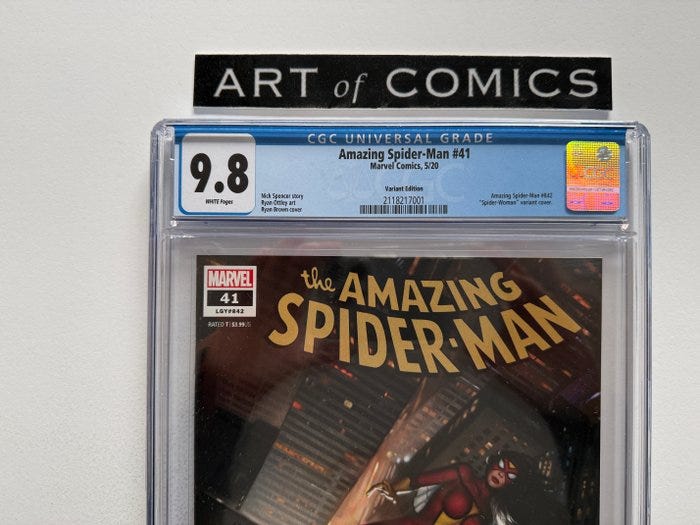 ART of COMICS
CGC UNIVERSAL GRADE
9.8
WHITE Pages
Amazing Spider-Man #41
Marvel Comics, 5/20
Variant Edition
Nick Spencer story
Ryan Ottley art
Ryan Brown cover
2118217001
Amazing Spider-Man #842
"Spider-Woman" variant cover.
MARVEL
41
LGY#842
RATED T | $3.99US
the AMAZING
SPIDER-MAN